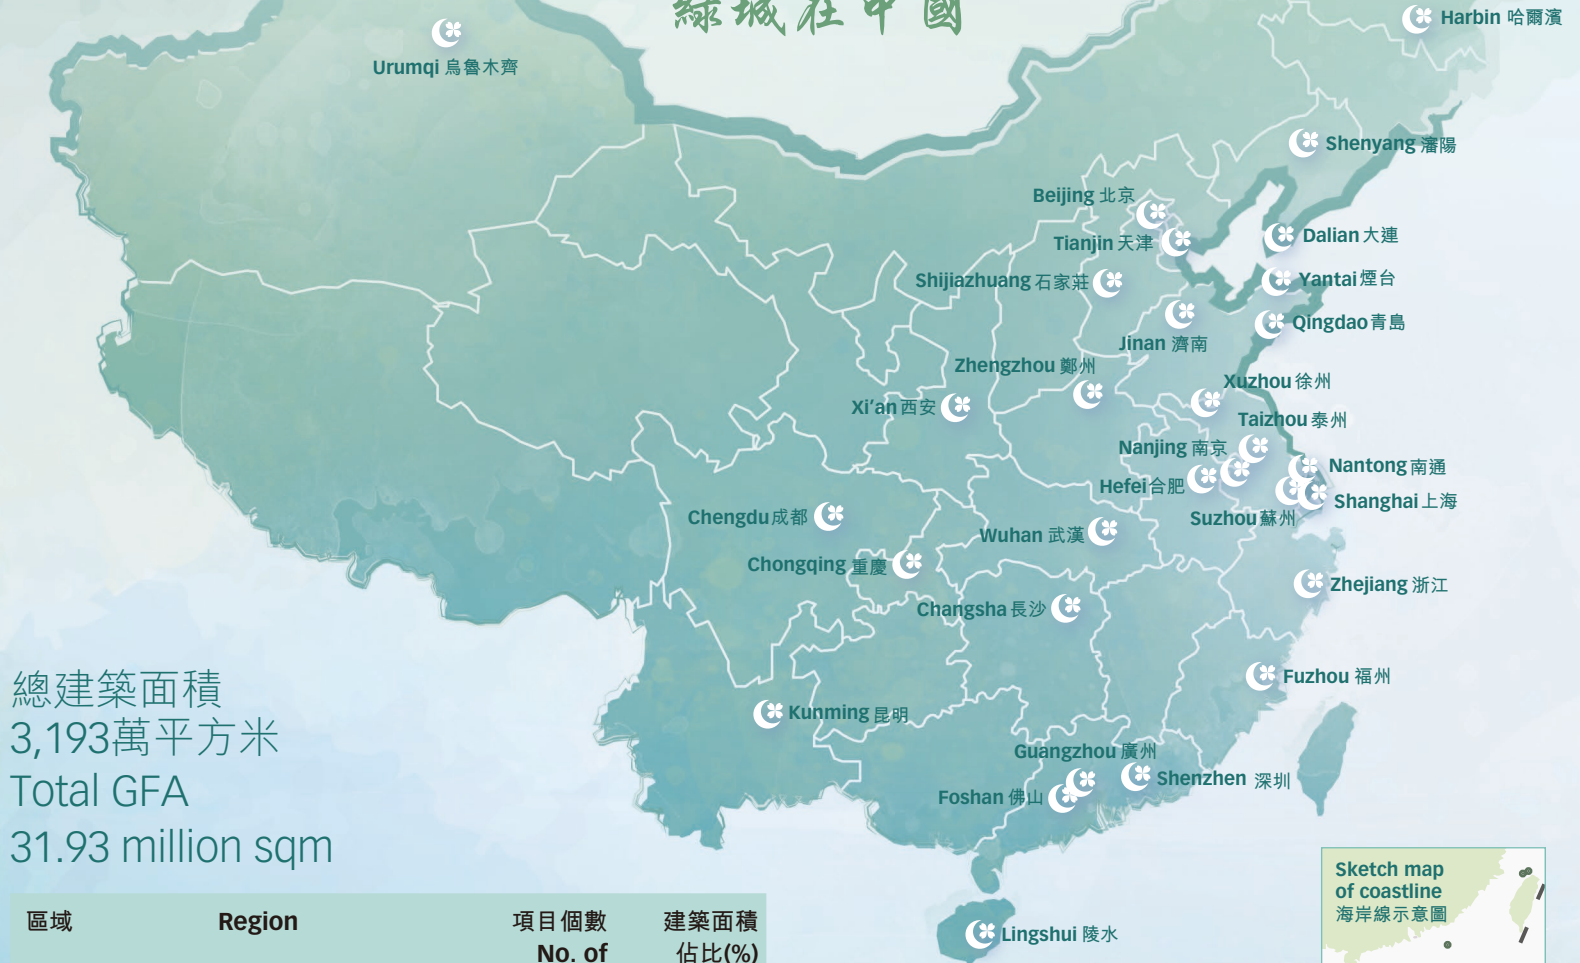 綠城在中國
Harbin 哈爾濱
Urumqi 烏魯木齊
Shenyang 瀋陽
Beijing 北京
Tianjin 天津
Dalian 大連
Shijiazhuang 石家莊
Yantai 煙台
Qingdao 青島
Jinan 濟南
Zhengzhou 鄭州
Xuzhou 徐州
Xi'an 西安
Taizhou 泰州
Nanjing 南京
Nantong 南通
Hefei 合肥
Shanghai 上海
Chengdu 成都
Suzhou 蘇州
Wuhan 武漢
Chongqing 重慶
Zhejiang 浙江
Changsha 長沙
Fuzhou 福州
Kunming 昆明
Guangzhou 廣州
Shenzhen 深圳
Foshan 佛山
Lingshui 陵水
總建築面積
3,193萬平方米
Total GFA
31.93 million sqm
區域 Region 項目個數 建築面積
No. of 佔比(%)
Sketch map
of coastline
海岸線示意圖